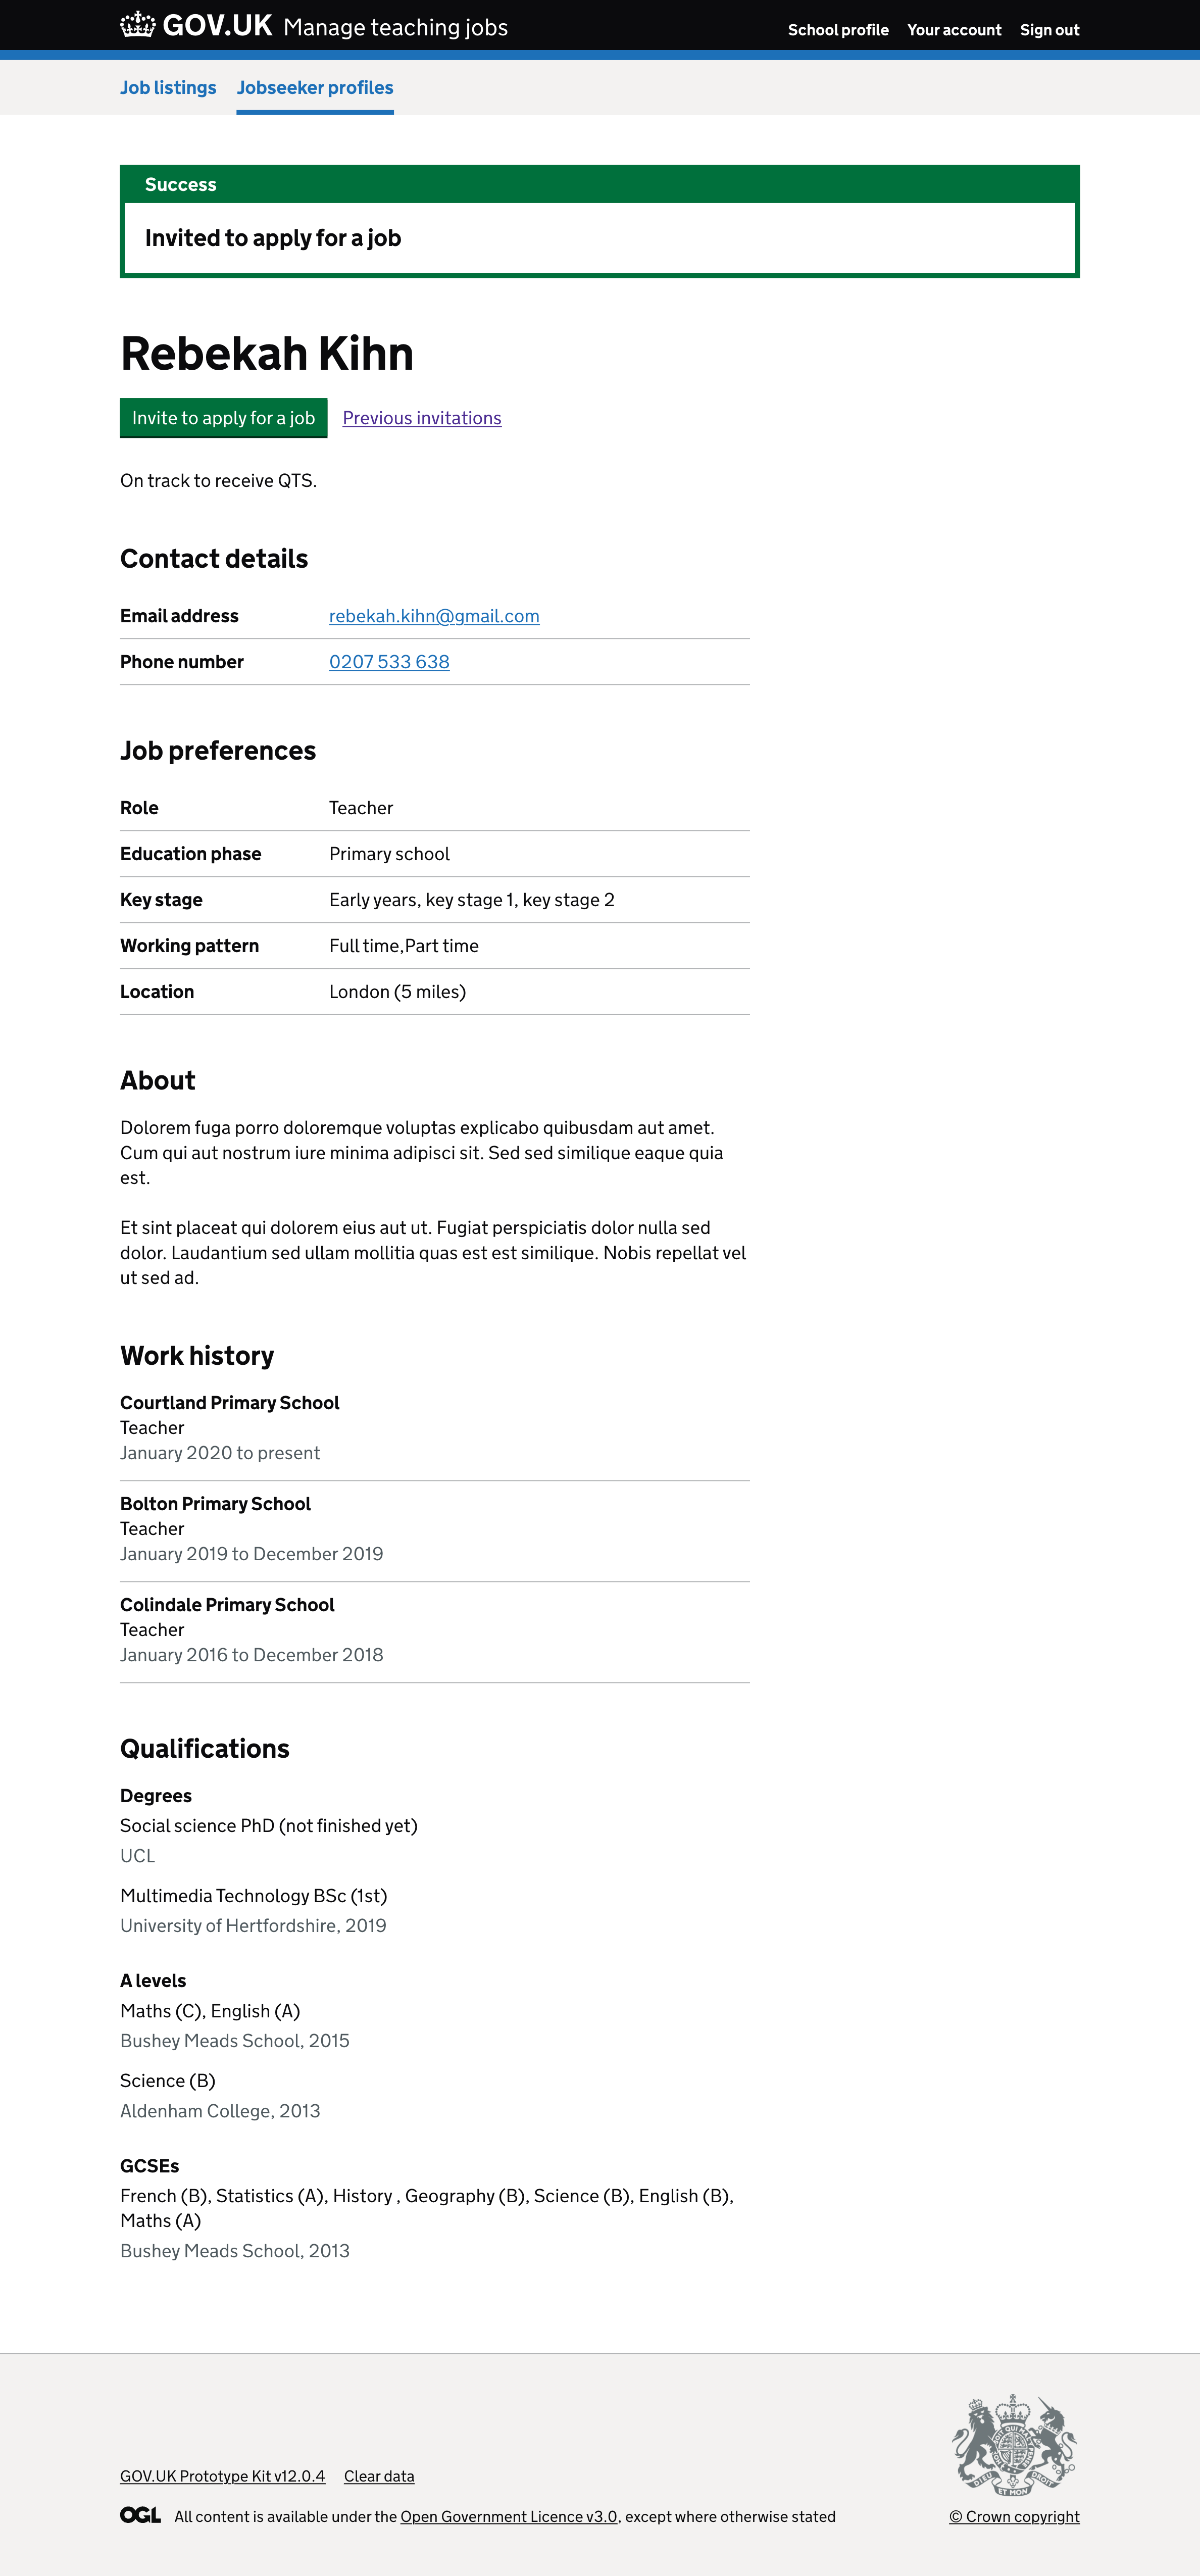 GOV.UK Manage teaching jobs
School profile Your account Sign out
Job listings Jobseeker profiles
Success
Invited to apply for a job
Rebekah Kihn
Invite to apply for a job Previous invitations
On track to receive QTS.
Contact details
Email address rebekah.kihn@gmail.com
Phone number 0207 533 638
Job preferences
Role Teacher
Education phase Primary school
Key stage Early years, key stage 1, key stage 2
Working pattern Full time,Part time
Location London (5 miles)
About
Dolorem fuga porro doloremque voluptas explicabo quibusdam aut amet.
Cum qui aut nostrum iure minima adipisci sit. Sed sed similique eaque quia
est.
Et sint placeat qui dolorem eius aut ut. Fugiat perspiciatis dolor nulla sed
dolor. Laudantium sed ullam mollitia quas est est similique. Nobis repellat vel
ut sed ad.
Work history
Courtland Primary School
Teacher
January 2020 to present
Bolton Primary School
Teacher
January 2019 to December 2019
Colindale Primary School
Teacher
January 2016 to December 2018
Qualifications
Degrees
Social science PhD (not finished yet)
UCL
Multimedia Technology BSc (1st)
University of Hertfordshire, 2019
A levels
Maths (C), English (A)
Bushey Meads School, 2015
Science (B)
Aldenham College, 2013
GCSEs
French (B), Statistics (A), History , Geography (B), Science (B), English (B),
Maths (A)
Bushey Meads School, 2013
GOV.UK Prototype Kit v12.0.4 Clear data
OGL All content is available under the Open Government Licence v3.0, except where otherwise stated
DIEU ET MON DROIT
© Crown copyright